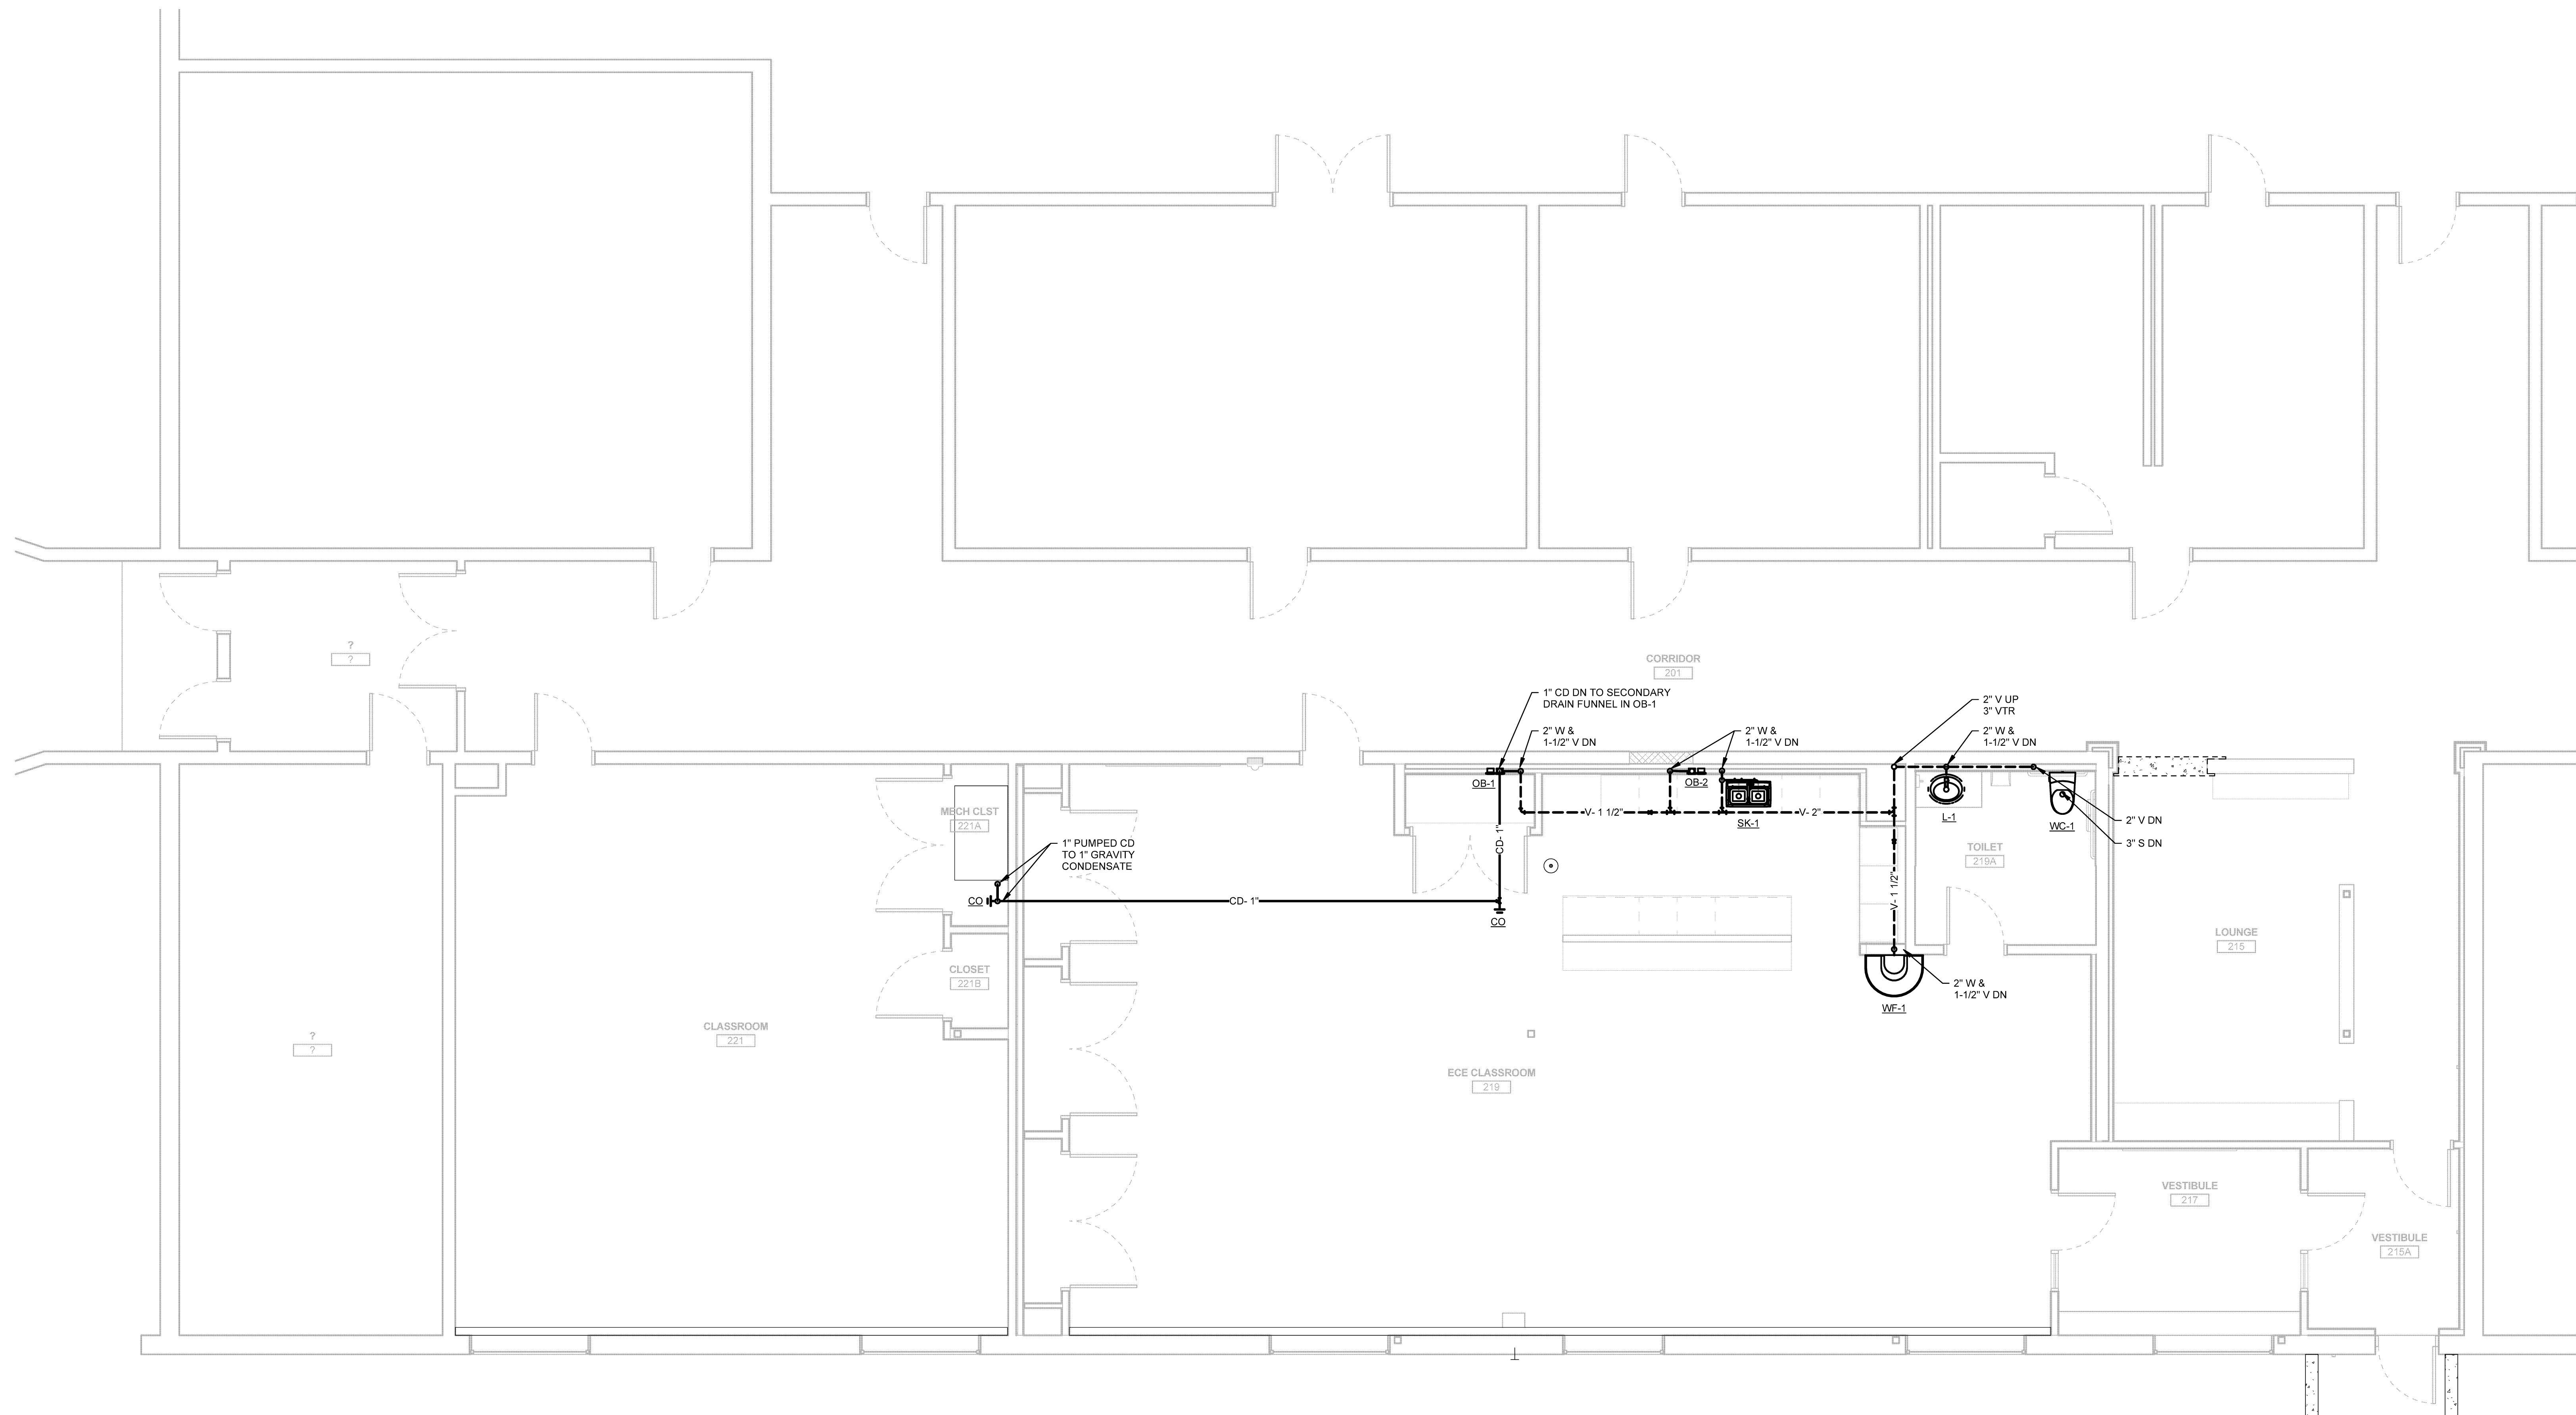 ?
?
CORRIDOR
201
1" CD DN TO SECONDARY
DRAIN FUNNEL IN OB-1
2" V UP
3" VTR
2" W &
1-1/2" V DN
2" W &
1-1/2" V DN
2" W &
1-1/2" V DN
OB-1
OB-2
V- 1 1/2"
V- 2"
SK-1
L-1
WC-1
2" V DN
3" S DN
MECH CLST
221A
1" PUMPED CD
TO 1" GRAVITY
CONDENSATE
CD- 1"
TOILET
219A
V- 1 1/2"
CO
CD- 1"
CO
LOUNGE
215
CLOSET
221B
2" W &
1-1/2" V DN
WF-1
CLASSROOM
221
?
?
ECE CLASSROOM
219
VESTIBULE
217
VESTIBULE
215A